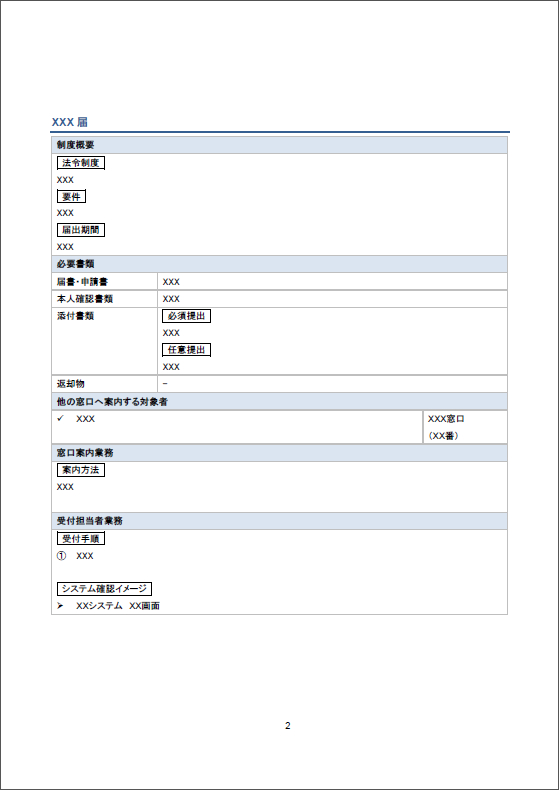 XXX 届
制度概要
法令制度
XXX
要件
XXX
届出期間
XXX
必要書類
届書・申請書 XXX
本人確認書類 XXX
添付書類 必須提出
XXX
任意提出
XXX
返却物 −
他の窓口へ案内する対象者
✓ XXX XXX窓口
（XX番）
窓口案内業務
案内方法
XXX
受付担当者業務
受付手順
① XXX
システム確認イメージ
➢ XXシステム XX画面
2